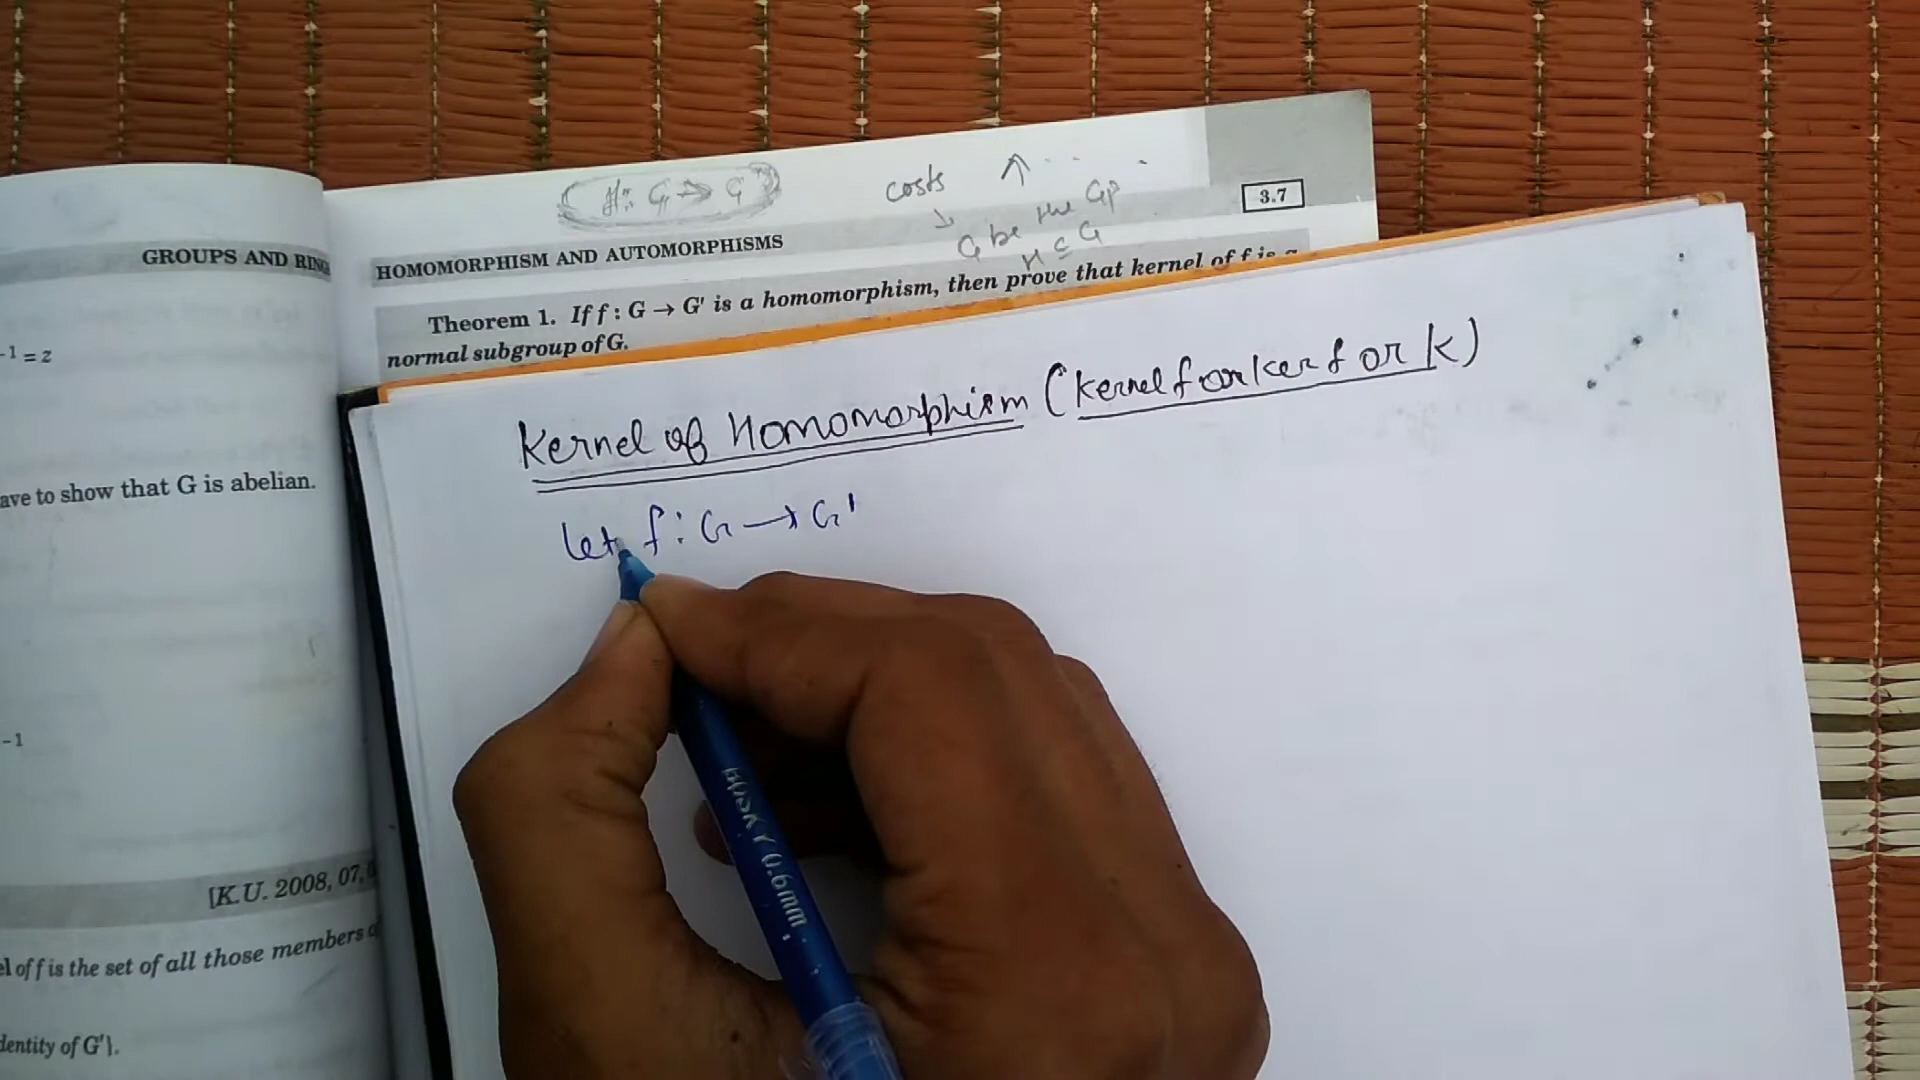 GROUPS AND RING
-1 = z
ave to show that G is abelian.
-1
[K.U. 2008, 07,
el of f is the set of all those members
dentity of G'}.
f: G → G'
costs ↑
G be the Gp
H ⊆ G
3.7
HOMOMORPHISM AND AUTOMORPHISMS
Theorem 1. If f : G → G' is a homomorphism, then prove that kernel of f is a
normal subgroup of G.
Kernel of Homomorphism (Kernel f or ker f or K)
let f : G → G'
0.6mm